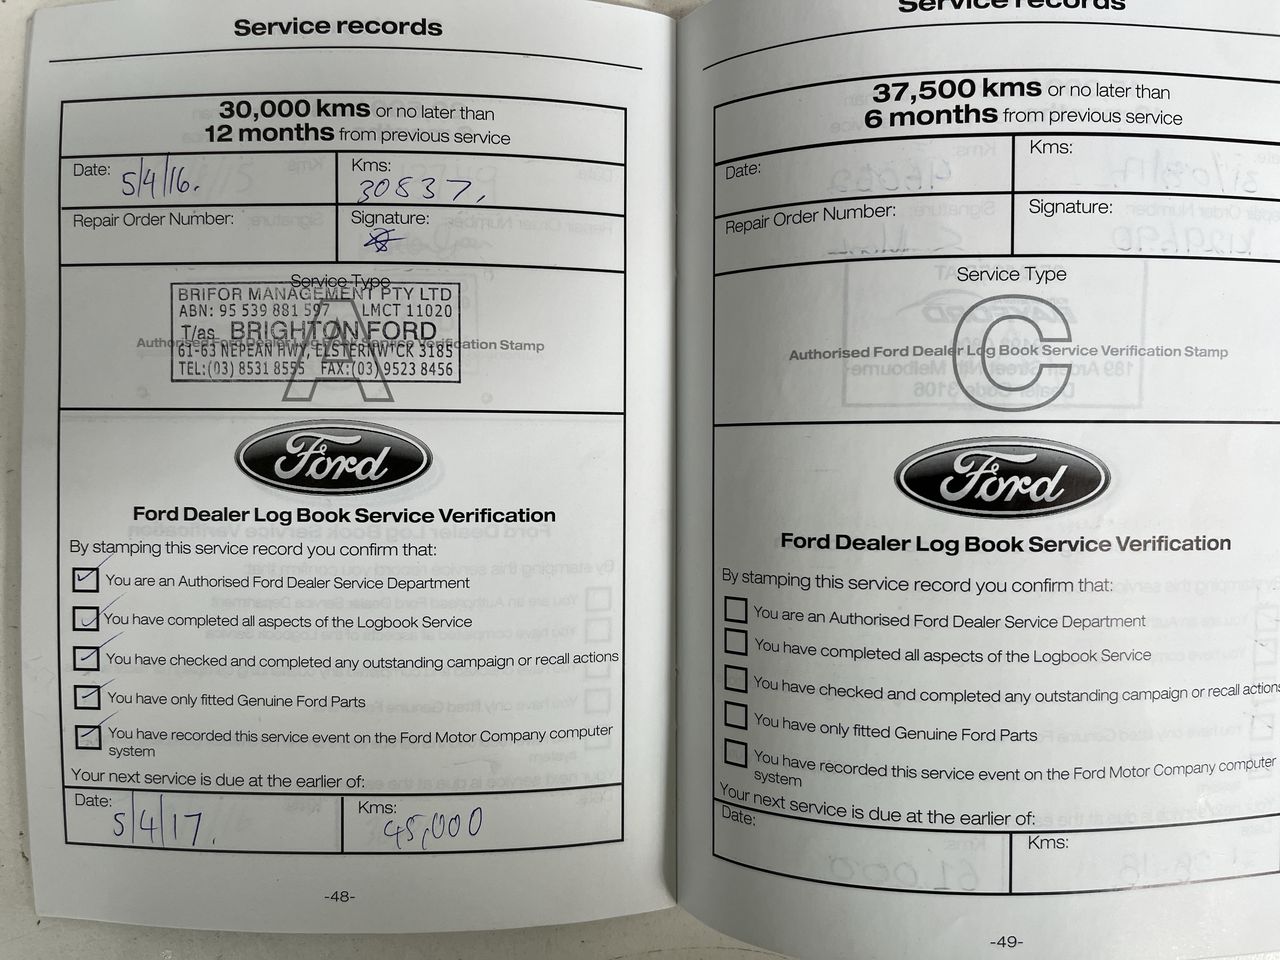 Service records
30,000 kms or no later than
12 months from previous service
Date: 5/4/16.
Kms: 30837,
Repair Order Number:
Signature:
Service Type
BRIFOR MANAGEMENT PTY LTD
ABN: 95 539 881 597 LMCT 11020
T/as BRIGHTON FORD
Authorised Ford Dealer Log Book Service Verification Stamp
61-63 NEPEAN HWY, ELSTERNWICK 3185
TEL:(03) 8531 8555 FAX:(03) 9523 8456
A
Ford
Ford Dealer Log Book Service Verification
By stamping this service record you confirm that:
You are an Authorised Ford Dealer Service Department
You have completed all aspects of the Logbook Service
You have checked and completed any outstanding campaign or recall actions
You have only fitted Genuine Ford Parts
You have recorded this service event on the Ford Motor Company computer
system
Your next service is due at the earlier of:
Date: 5/4/17.
Kms: 45,000
-48-
Service records
37,500 kms or no later than
6 months from previous service
Date:
Kms:
Repair Order Number:
Signature:
Service Type
C
Authorised Ford Dealer Log Book Service Verification Stamp
Ford
Ford Dealer Log Book Service Verification
By stamping this service record you confirm that:
You are an Authorised Ford Dealer Service Department
You have completed all aspects of the Logbook Service
You have checked and completed any outstanding campaign or recall actions
You have only fitted Genuine Ford Parts
You have recorded this service event on the Ford Motor Company computer
system
Your next service is due at the earlier of:
Date:
Kms:
-49-